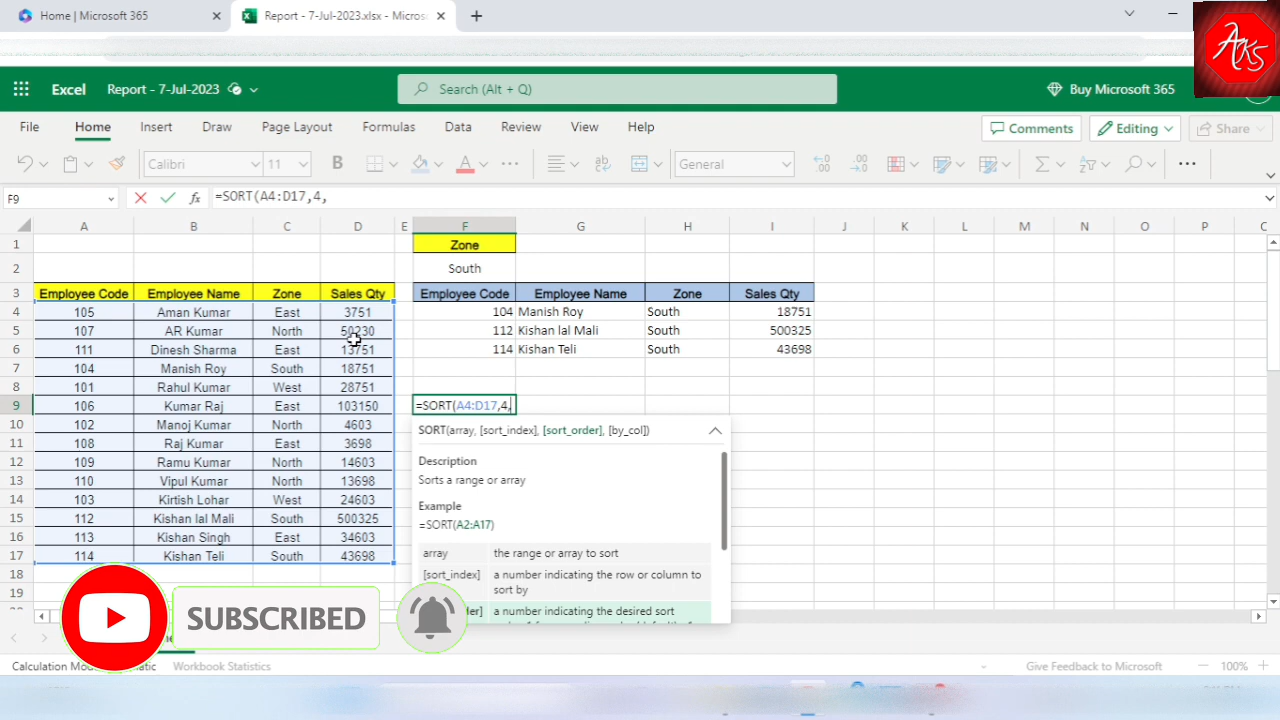 Home | Microsoft 365
Report - 7-Jul-2023.xlsx - Micros
AKS
Excel
Report - 7-Jul-2023
Search (Alt + Q)
Buy Microsoft 365
File Home Insert Draw Page Layout Formulas Data Review View Help
Comments Editing Share
Calibri 11 B A General
F9 fx =SORT(A4:D17,4,
A B C D E F G H I J K L M N O P C
1 Zone
2 South
3 Employee Code Employee Name Zone Sales Qty Employee Code Employee Name Zone Sales Qty
4 105 Aman Kumar East 3751 104 Manish Roy South 18751
5 107 AR Kumar North 50230 112 Kishan lal Mali South 500325
6 111 Dinesh Sharma East 13751 114 Kishan Teli South 43698
7 104 Manish Roy South 18751
8 101 Rahul Kumar West 28751
9 106 Kumar Raj East 103150 =SORT(A4:D17,4,
10 102 Manoj Kumar North 4603
11 108 Raj Kumar East 3698
12 109 Ramu Kumar North 14603
13 110 Vipul Kumar North 13698
14 103 Kirtish Lohar West 24603
15 112 Kishan lal Mali South 500325
16 113 Kishan Singh East 34603
17 114 Kishan Teli South 43698
18
19
SORT(array, [sort_index], [sort_order], [by_col])
Description
Sorts a range or array
Example
=SORT(A2:A17)
array the range or array to sort
[sort_index] a number indicating the row or column to
sort by
a number indicating the desired sort
SUBSCRIBED
Workbook Statistics
Give Feedback to Microsoft
100%